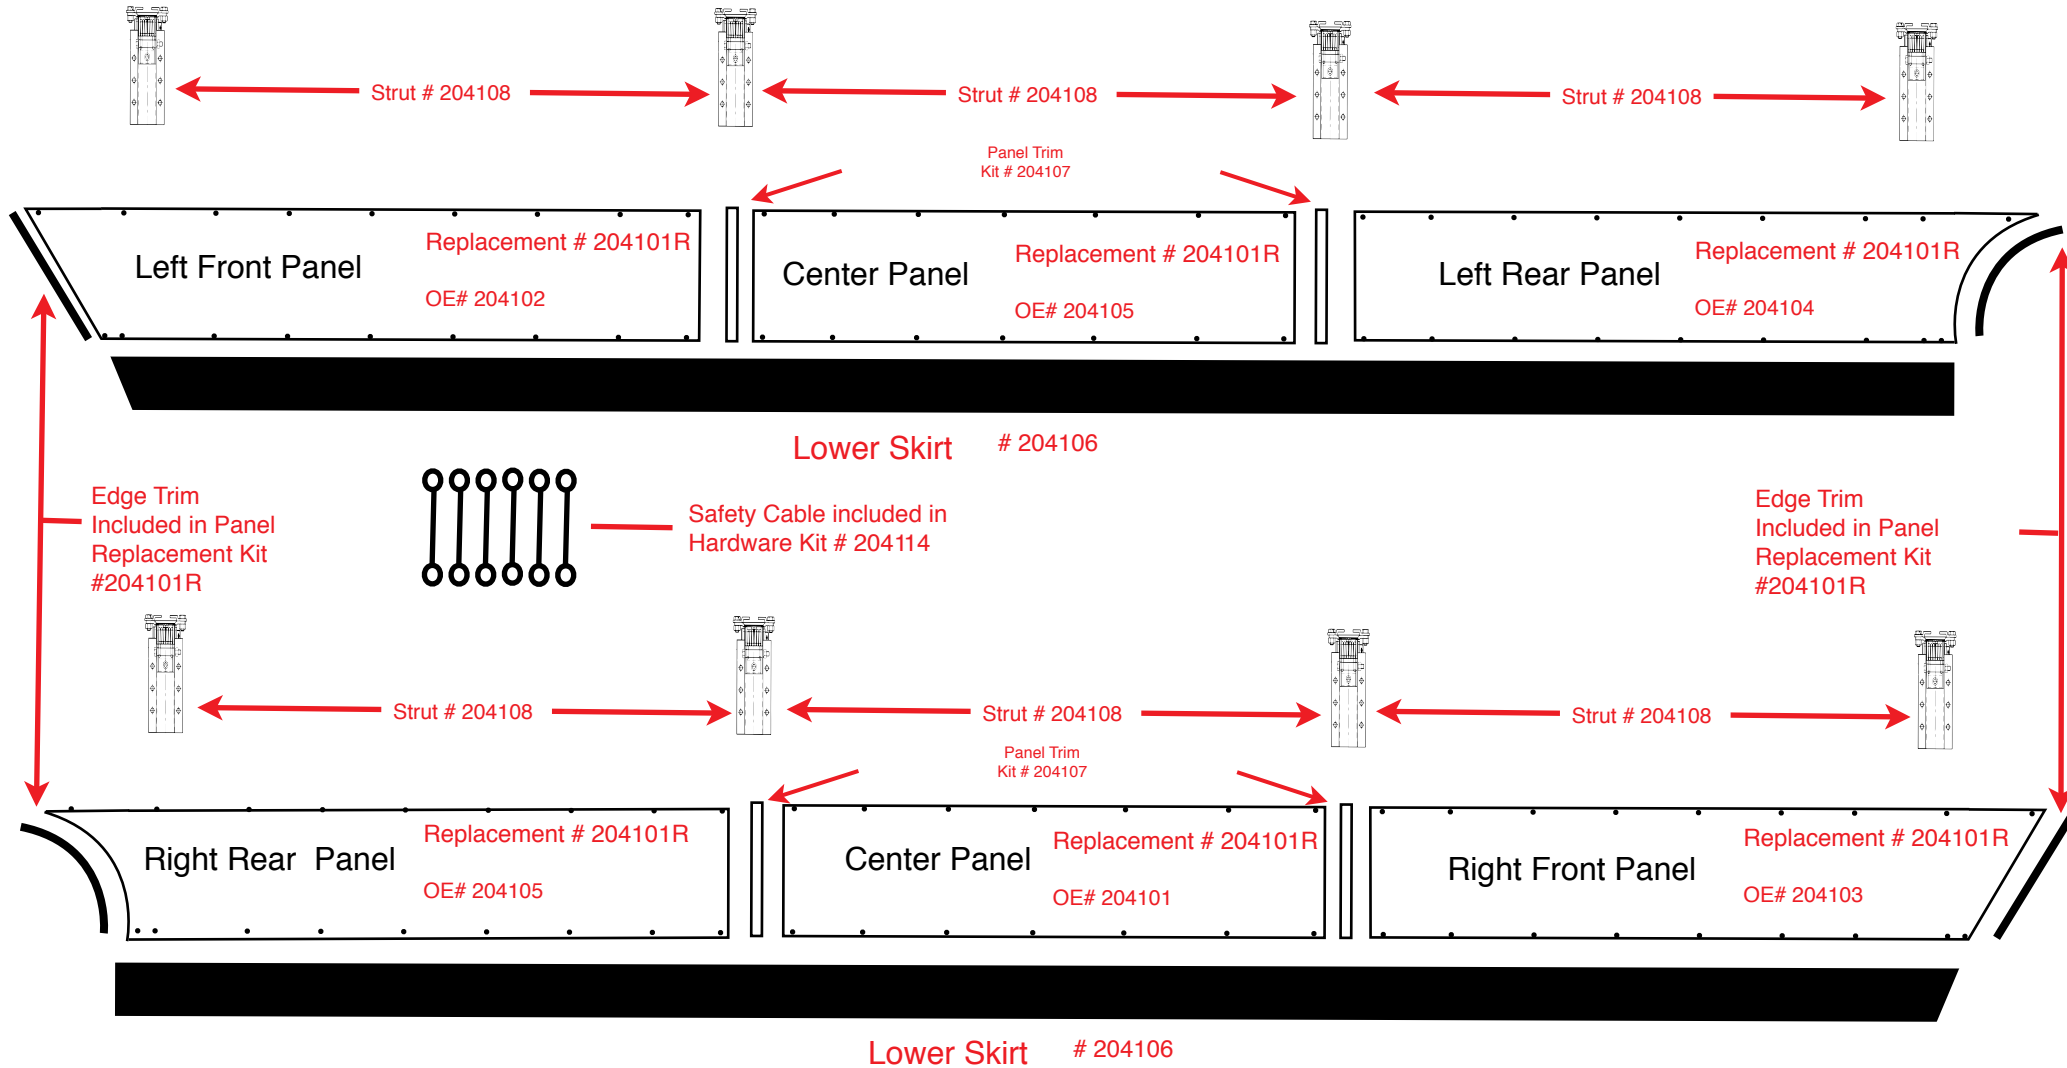 Strut # 204108
Strut # 204108
Strut # 204108
Panel Trim
Kit # 204107
Left Front Panel
Replacement # 204101R
OE# 204102
Center Panel
Replacement # 204101R
OE# 204105
Left Rear Panel
Replacement # 204101R
OE# 204104
Lower Skirt # 204106
Edge Trim
Included in Panel
Replacement Kit
#204101R
Safety Cable included in
Hardware Kit # 204114
Edge Trim
Included in Panel
Replacement Kit
#204101R
Strut # 204108
Strut # 204108
Strut # 204108
Panel Trim
Kit # 204107
Right Rear Panel
Replacement # 204101R
OE# 204105
Center Panel
Replacement # 204101R
OE# 204101
Right Front Panel
Replacement # 204101R
OE# 204103
Lower Skirt # 204106